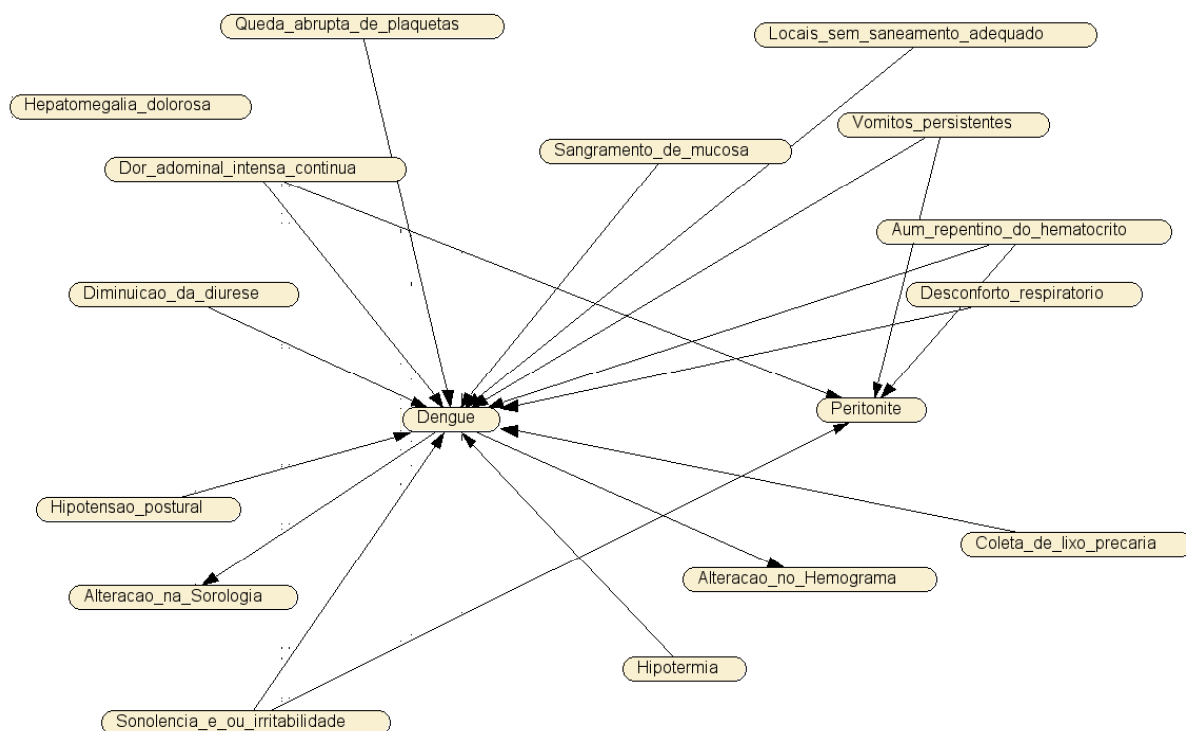 Queda_abrupta_de_plaquetas
Locais_sem_saneamento_adequado
Hepatomegalia_dolorosa
Vomitos_persistentes
Sangramento_de_mucosa
Dor_adominal_intensa_continua
Aum_repentino_do_hematocrito
Diminuicao_da_diurese
Desconforto_respiratorio
Dengue
Peritonite
Hipotensao_postural
Coleta_de_lixo_precaria
Alteracao_na_Sorologia
Alteracao_no_Hemograma
Hipotermia
Sonolencia_e_ou_irritabilidade